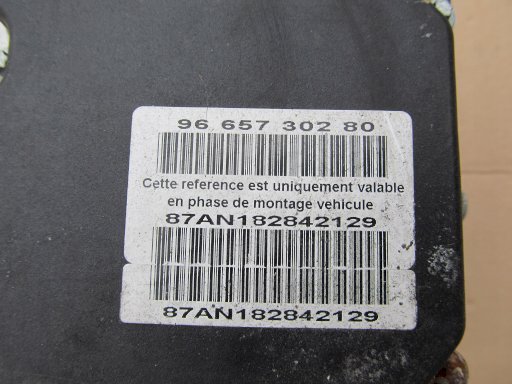 96 657 302 80
Cette reference est uniquement valable
en phase de montage vehicule
87AN182842129
87AN182842129